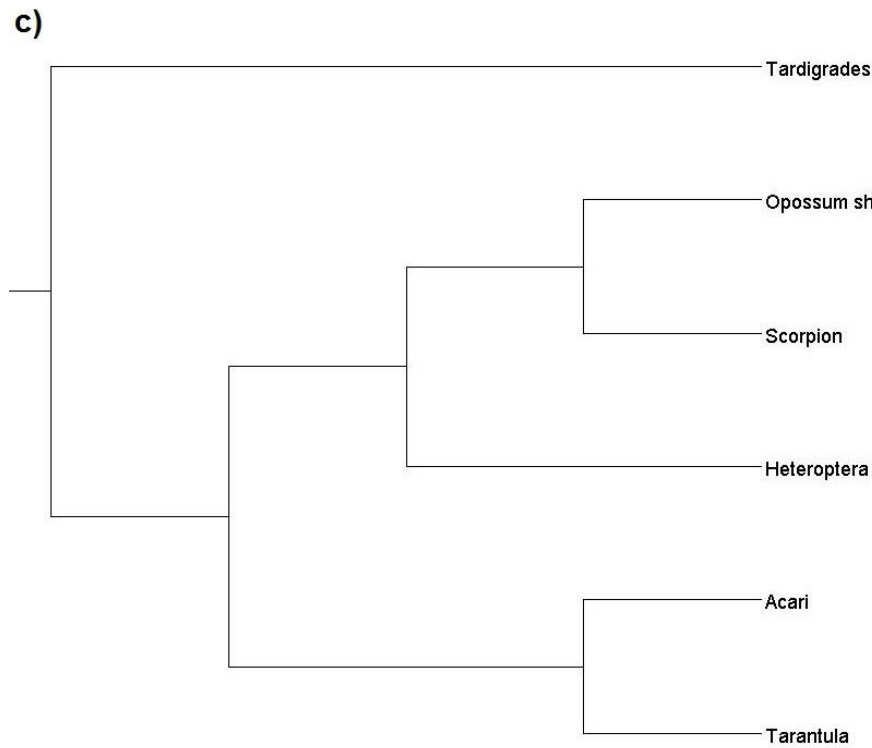 c)
Tardigrades
Opossum sh
Scorpion
Heteroptera
Acari
Tarantula